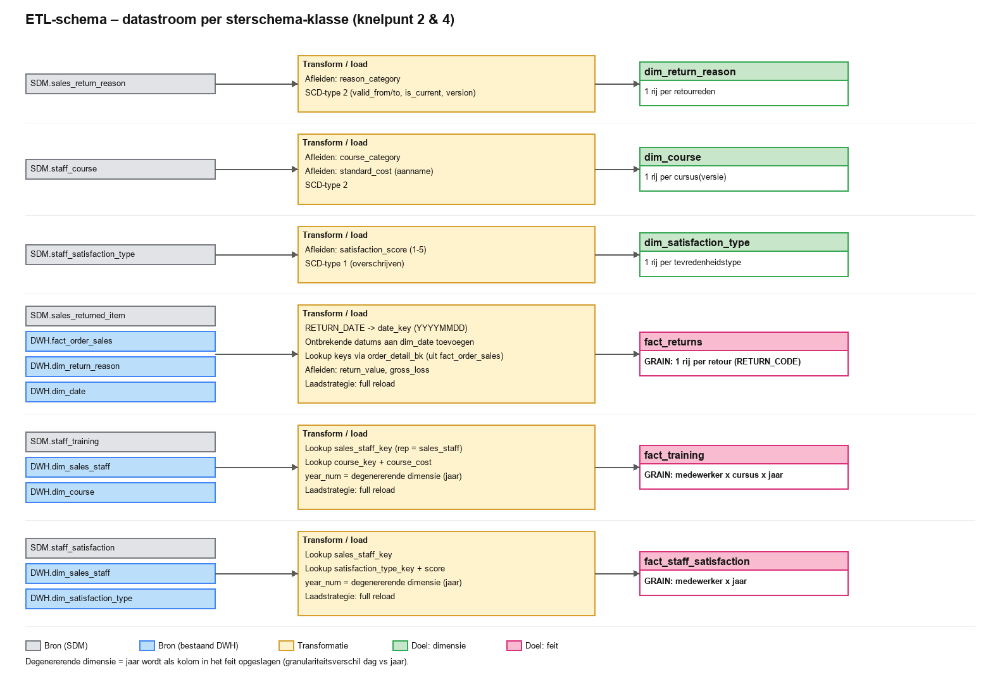 ETL-schema – datastroom per sterschema-klasse (knelpunt 2 & 4)
SDM.sales_return_reason
Transform / load
Afleiden: reason_category
SCD-type 2 (valid_from/to, is_current, version)
dim_return_reason
1 rij per retourreden
SDM.staff_course
Transform / load
Afleiden: course_category
Afleiden: standard_cost (aanname)
SCD-type 2
dim_course
1 rij per cursus(versie)
SDM.staff_satisfaction_type
Transform / load
Afleiden: satisfaction_score (1-5)
SCD-type 1 (overschrijven)
dim_satisfaction_type
1 rij per tevredenheidstype
SDM.sales_returned_item
DWH.fact_order_sales
DWH.dim_return_reason
DWH.dim_date
Transform / load
RETURN_DATE -> date_key (YYYYMMDD)
Ontbrekende datums aan dim_date toevoegen
Lookup keys via order_detail_bk (uit fact_order_sales)
Afleiden: return_value, gross_loss
Laadstrategie: full reload
fact_returns
GRAIN: 1 rij per retour (RETURN_CODE)
SDM.staff_training
DWH.dim_sales_staff
DWH.dim_course
Transform / load
Lookup sales_staff_key (rep = sales_staff)
Lookup course_key + course_cost
year_num = degenererende dimensie (jaar)
Laadstrategie: full reload
fact_training
GRAIN: medewerker x cursus x jaar
SDM.staff_satisfaction
DWH.dim_sales_staff
DWH.dim_satisfaction_type
Transform / load
Lookup sales_staff_key
Lookup satisfaction_type_key + score
year_num = degenererende dimensie (jaar)
Laadstrategie: full reload
fact_staff_satisfaction
GRAIN: medewerker x jaar
Bron (SDM)
Bron (bestaand DWH)
Transformatie
Doel: dimensie
Doel: feit
Degenererende dimensie = jaar wordt als kolom in het feit opgeslagen (granulariteitsverschil dag vs jaar).